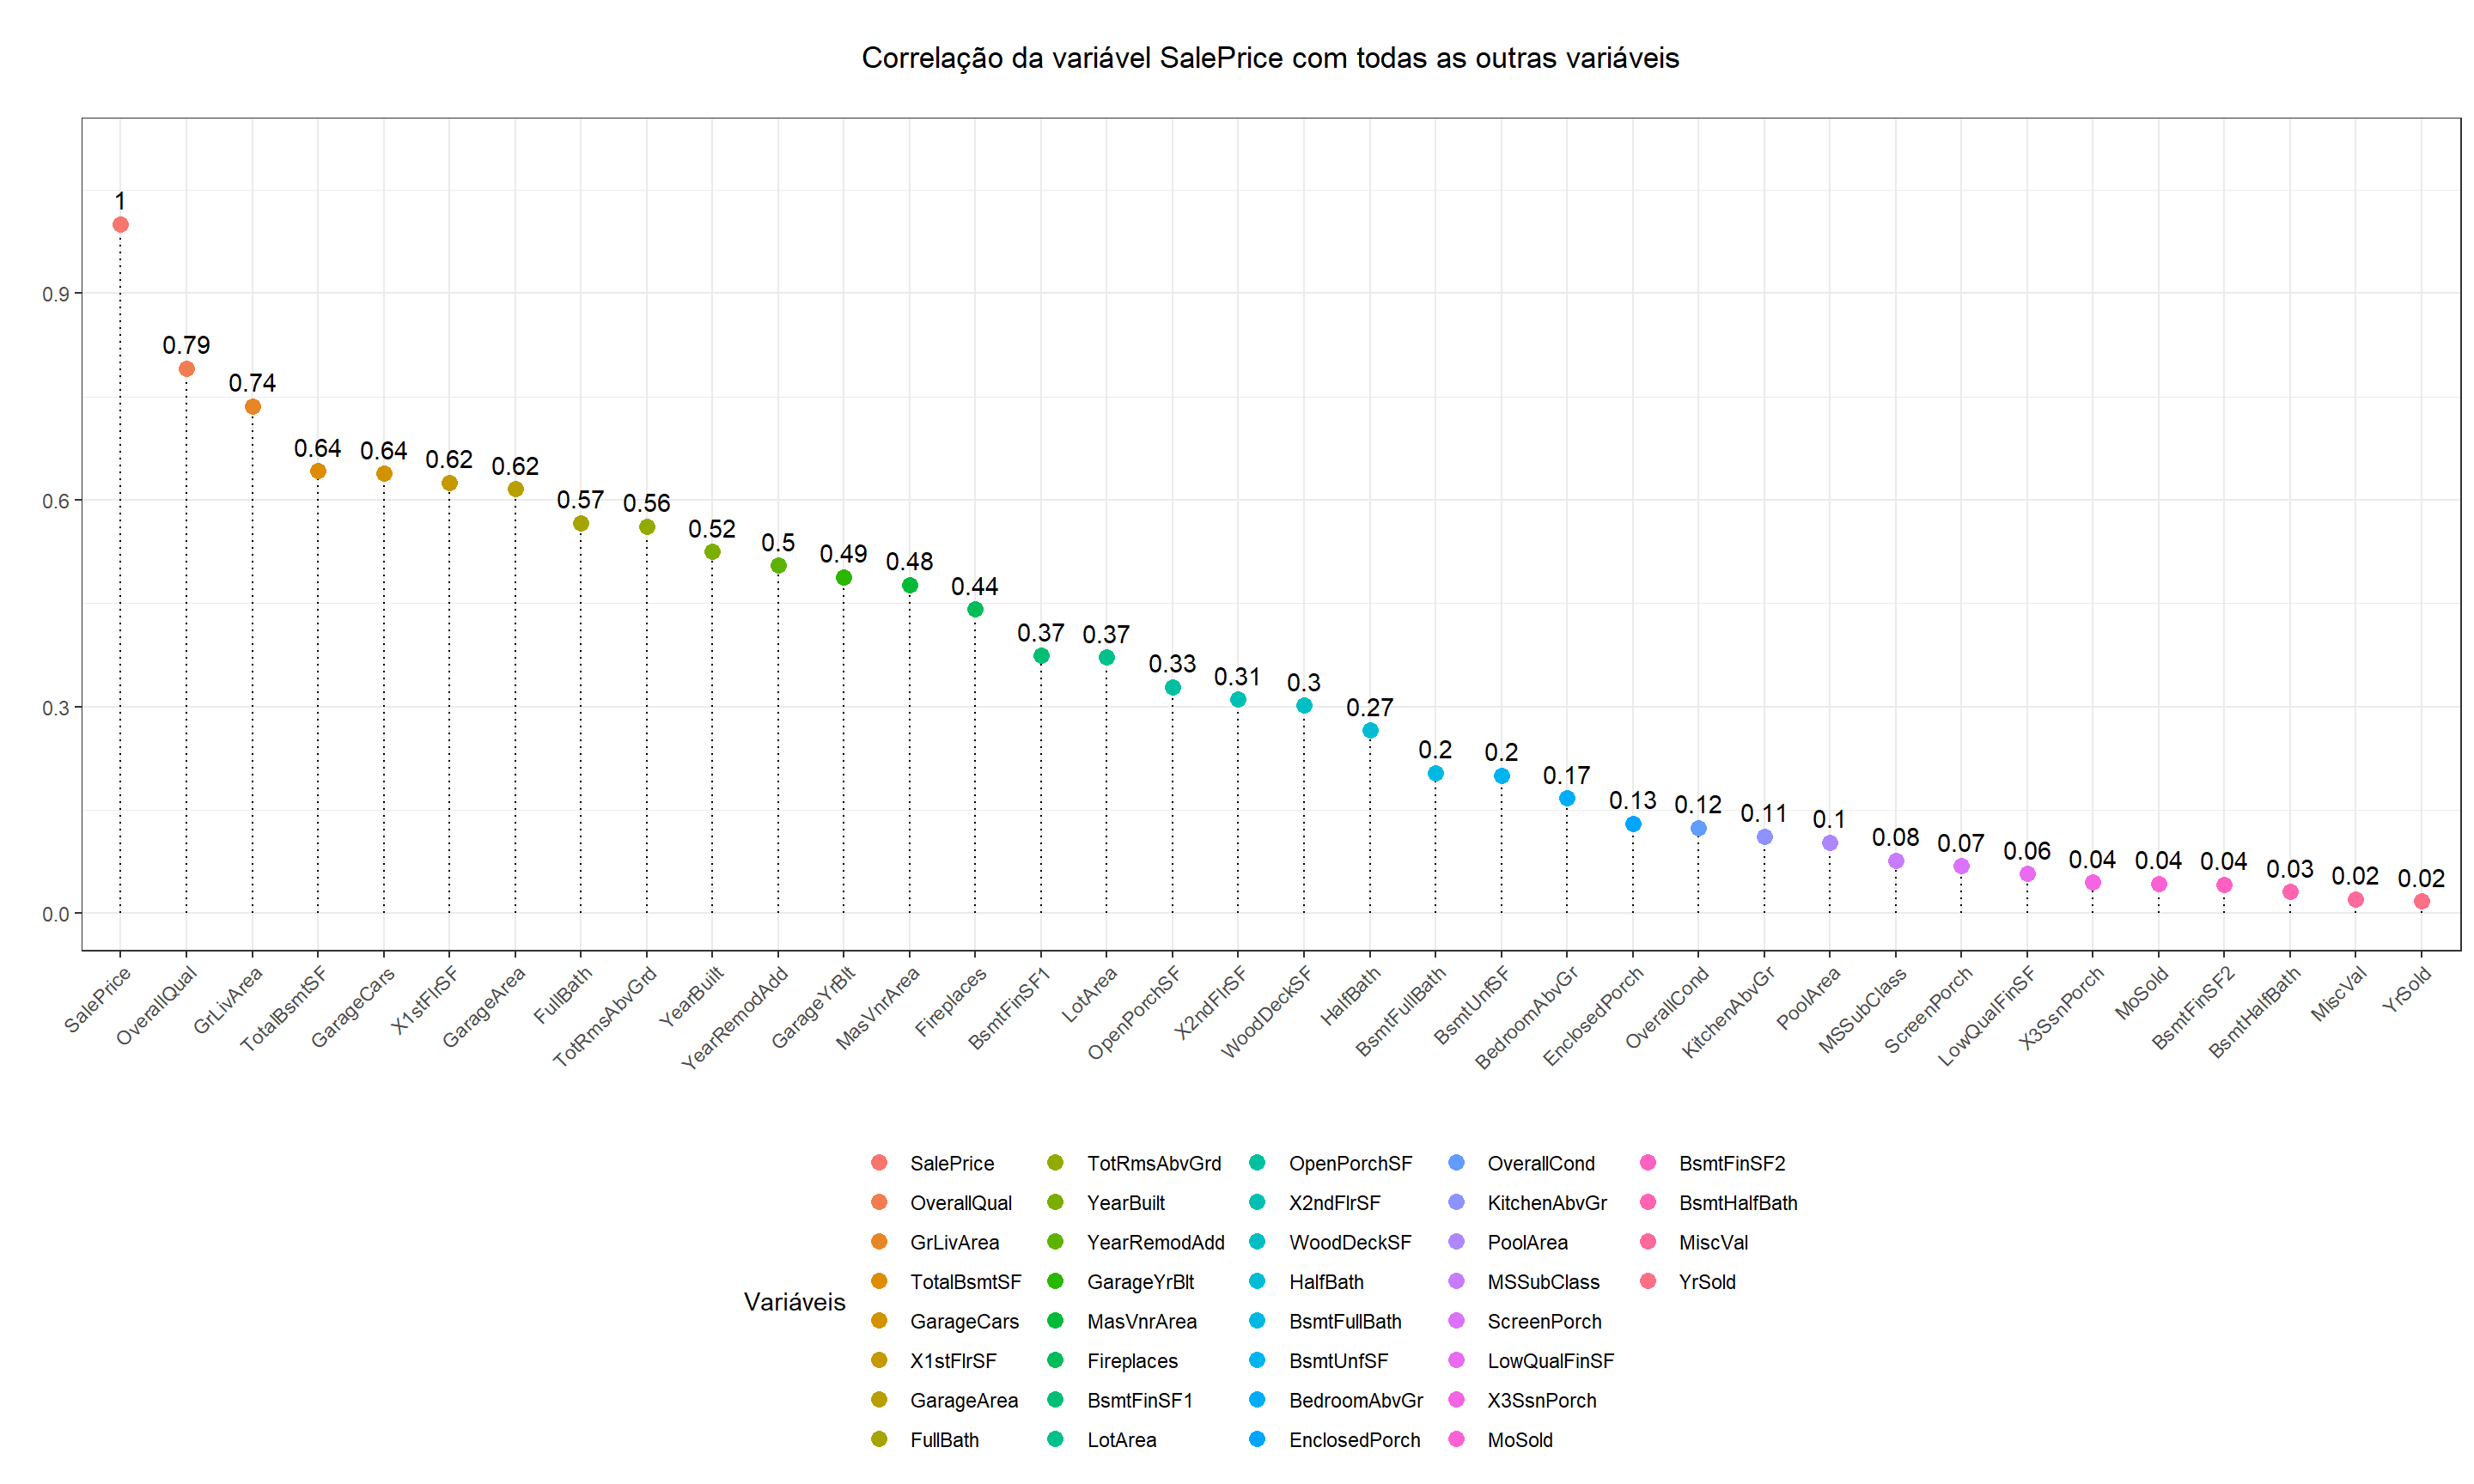 Correlação da variável SalePrice com todas as outras variáveis
1
0.9
0.79
0.74
0.64 0.64 0.62 0.62
0.6
0.57 0.56
0.52 0.5 0.49 0.48
0.44
0.37 0.37
0.33 0.31 0.3
0.3
0.27
0.2 0.2
0.17
0.13 0.12 0.11 0.1
0.08 0.07 0.06 0.04 0.04 0.04 0.03 0.02 0.02
0.0
SalePrice OverallQual GrLivArea TotalBsmtSF GarageCars X1stFlrSF GarageArea FullBath TotRmsAbvGrd YearBuilt YearRemodAdd GarageYrBlt MasVnrArea Fireplaces BsmtFinSF1 LotArea OpenPorchSF X2ndFlrSF WoodDeckSF HalfBath BsmtFullBath BsmtUnfSF BedroomAbvGr EnclosedPorch OverallCond KitchenAbvGr PoolArea MSSubClass ScreenPorch LowQualFinSF X3SsnPorch MoSold BsmtFinSF2 BsmtHalfBath MiscVal YrSold
Variáveis
SalePrice TotRmsAbvGrd OpenPorchSF OverallCond BsmtFinSF2
OverallQual YearBuilt X2ndFlrSF KitchenAbvGr BsmtHalfBath
GrLivArea YearRemodAdd WoodDeckSF PoolArea MiscVal
TotalBsmtSF GarageYrBlt HalfBath MSSubClass YrSold
GarageCars MasVnrArea BsmtFullBath ScreenPorch
X1stFlrSF Fireplaces BsmtUnfSF LowQualFinSF
GarageArea BsmtFinSF1 BedroomAbvGr X3SsnPorch
FullBath LotArea EnclosedPorch MoSold